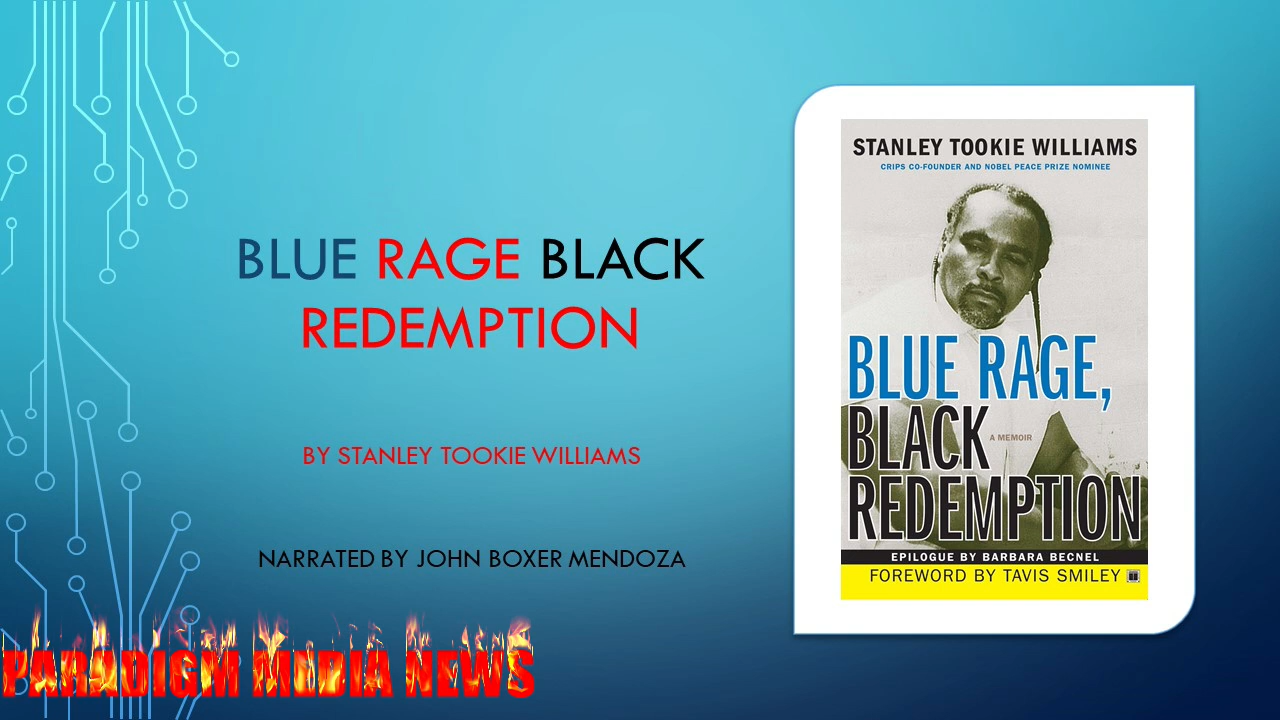 BLUE RAGE BLACK
REDEMPTION
BY STANLEY TOOKIE WILLIAMS
NARRATED BY JOHN BOXER MENDOZA
PARADIGM MEDIA NEWS
STANLEY TOOKIE WILLIAMS
CRIPS CO-FOUNDER AND NOBEL PEACE PRIZE NOMINEE
BLUE RAGE,
BLACK
A MEMOIR
REDEMPTION
EPILOGUE BY BARBARA BECNEL
FOREWORD BY TAVIS SMILEY